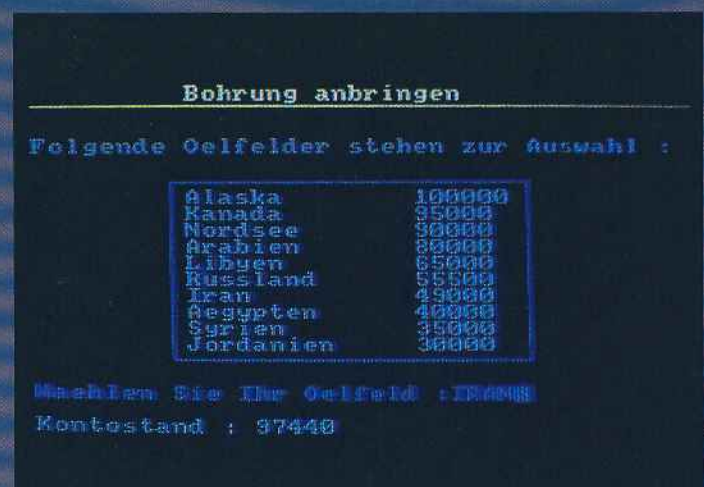 Bohrung anbringen
Folgende Oelfelder stehen zur Auswahl :
Alaska 100000
Kanada 95000
Nordsee 90000
Arabien 80000
Libyen 65000
Russland 55500
Iran 49000
Aegypten 40000
Syrien 35000
Jordanien 30000
Waehlen Sie Ihr Oelfeld :IRAN
Kontostand : 97440